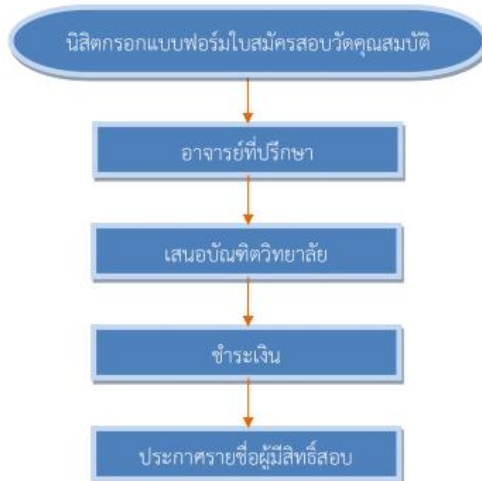 นิสิตกรอกแบบฟอร์มใบสมัครสอบวัดคุณสมบัติ
อาจารย์ที่ปรึกษา
เสนอบัณฑิตวิทยาลัย
ชำระเงิน
ประกาศรายชื่อผู้มีสิทธิ์สอบ